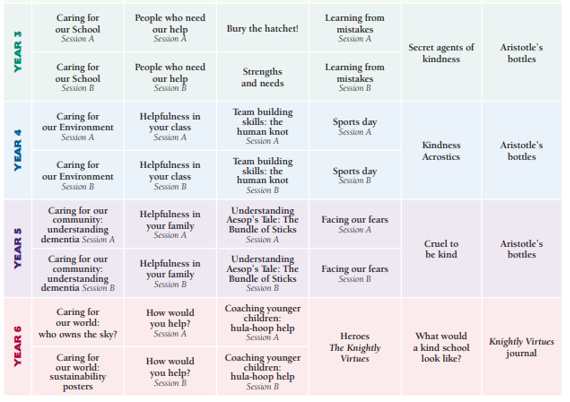 YEAR 3
Caring for
our School
Session A
People who need
our help
Session A
Bury the hatchet!
Learning from
mistakes
Session A
Secret agents of
kindness
Aristotle's
bottles
Caring for
our School
Session B
People who need
our help
Session B
Strengths
and needs
Learning from
mistakes
Session B
YEAR 4
Caring for
our Environment
Session A
Helpfulness in
your class
Session A
Team building
skills: the
human knot
Session A
Sports day
Session A
Kindness
Acrostics
Aristotle's
bottles
Caring for
our Environment
Session B
Helpfulness in
your class
Session B
Team building
skills: the
human knot
Session B
Sports day
Session B
YEAR 5
Caring for our
community:
understanding
dementia Session A
Helpfulness in
your family
Session A
Understanding
Aesop's Tale: The
Bundle of Sticks
Session A
Facing our fears
Session A
Cruel to
be kind
Aristotle's
bottles
Caring for our
community:
understanding
dementia Session B
Helpfulness in
your family
Session B
Understanding
Aesop's Tale: The
Bundle of Sticks
Session B
Facing our fears
Session B
YEAR 6
Caring for
our world:
who owns the sky?
How would
you help?
Session A
Coaching younger
children:
hula-hoop help
Session A
Heroes
The Knightly
Virtues
What would
a kind school
look like?
Knightly Virtues
journal
Caring for
our world:
sustainability
posters
How would
you help?
Session B
Coaching younger
children:
hula-hoop help
Session B